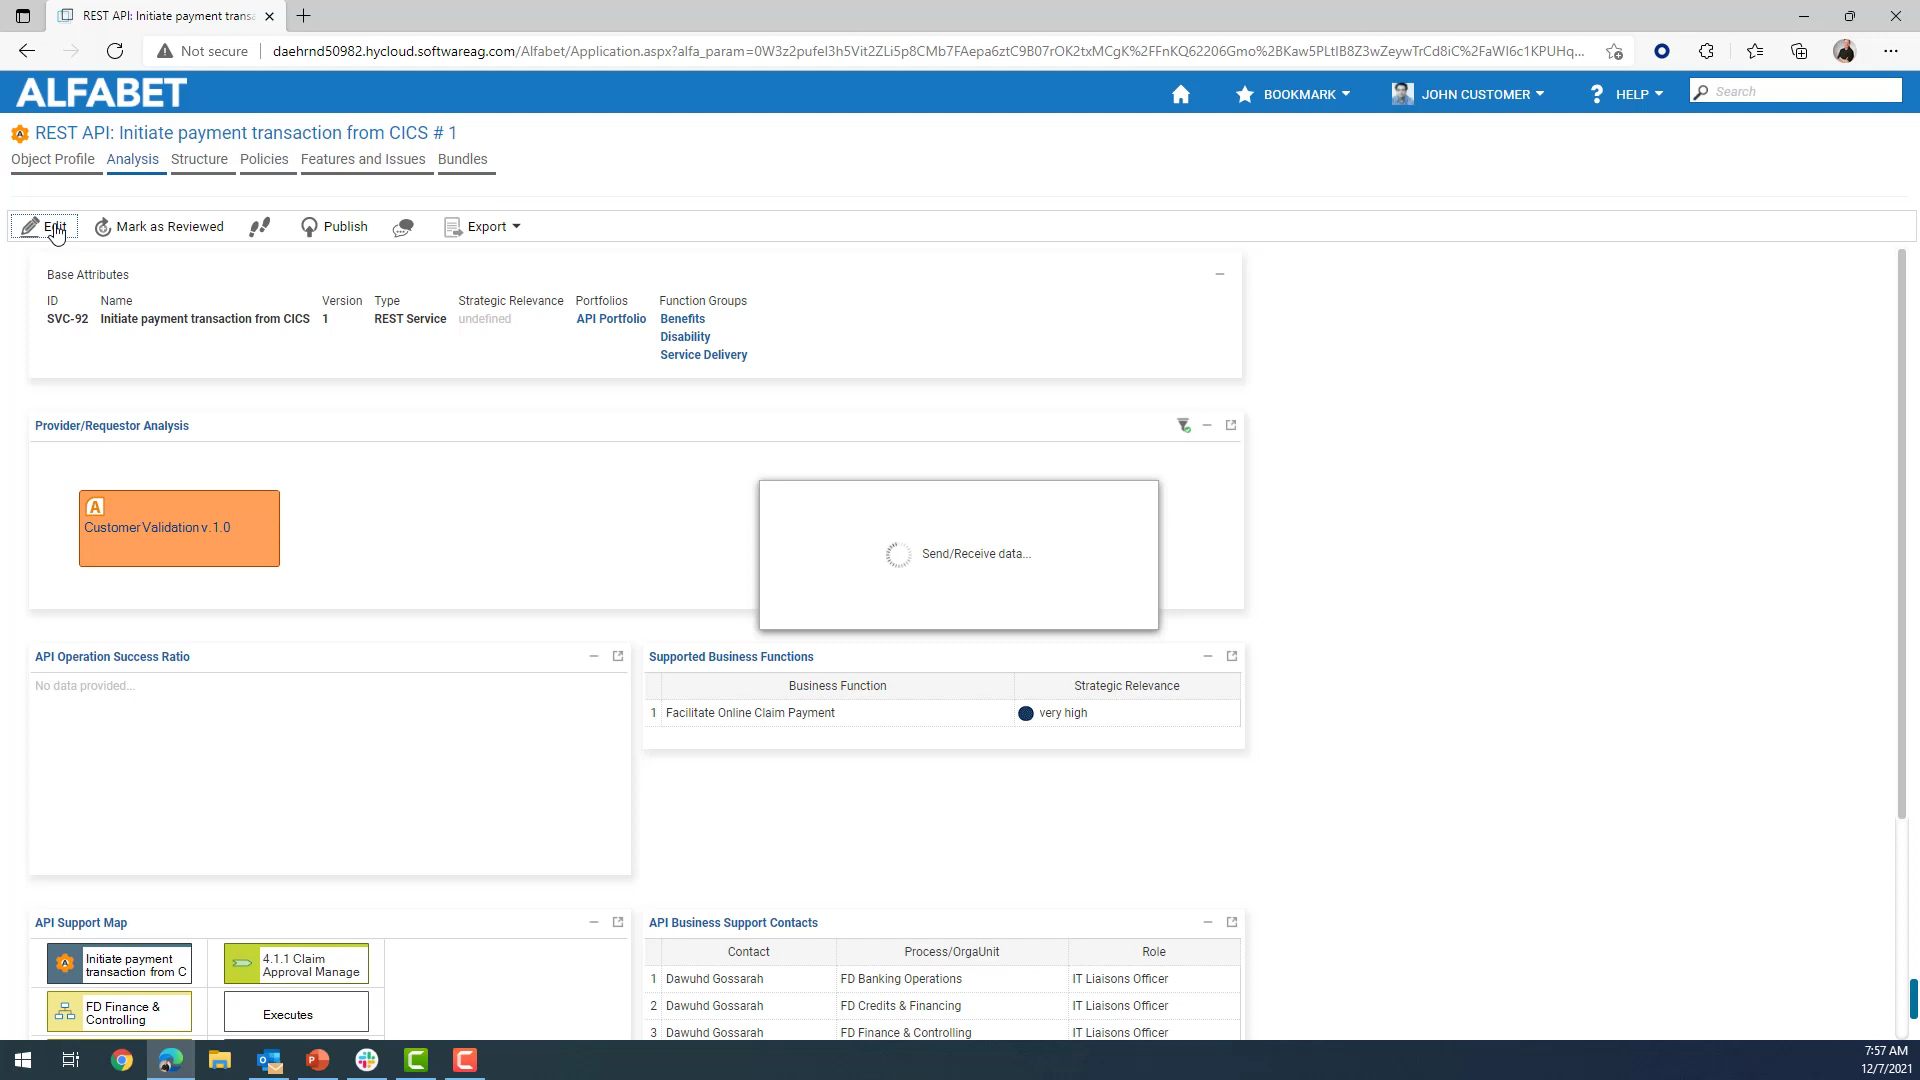 REST API: Initiate payment transa
Not secure
daehrnd50982.hycloud.softwareag.com/Alfabet/Application.aspx?alfa_param=0W3z2pufeI3h5Vit2ZLi5p8CMb7FAepa6ztC9B07rOK2txMCgK%2FFnKQ62206Gmo%2BKaw5PLtIB8Z3wZeywTrCd8iC%2FaWI6c1KPUHq...
ALFABET
BOOKMARK
JOHN CUSTOMER
? HELP
Search
REST API: Initiate payment transaction from CICS # 1
Object Profile Analysis Structure Policies Features and Issues Bundles
Edit Mark as Reviewed Publish Export
Base Attributes
ID Name Version Type Strategic Relevance Portfolios Function Groups
SVC-92 Initiate payment transaction from CICS 1 REST Service undefined API Portfolio Benefits
Disability
Service Delivery
Provider/Requestor Analysis
A
Customer Validation v. 1.0
Send/Receive data...
API Operation Success Ratio
No data provided...
Supported Business Functions
Business Function Strategic Relevance
1 Facilitate Online Claim Payment very high
API Support Map
Initiate payment
transaction from C
4.1.1 Claim
Approval Manage
FD Finance &
Controlling
Executes
API Business Support Contacts
Contact Process/OrgaUnit Role
1 Dawuhd Gossarah FD Banking Operations IT Liaisons Officer
2 Dawuhd Gossarah FD Credits & Financing IT Liaisons Officer
3 Dawuhd Gossarah FD Finance & Controlling IT Liaisons Officer
7:57 AM
12/7/2021